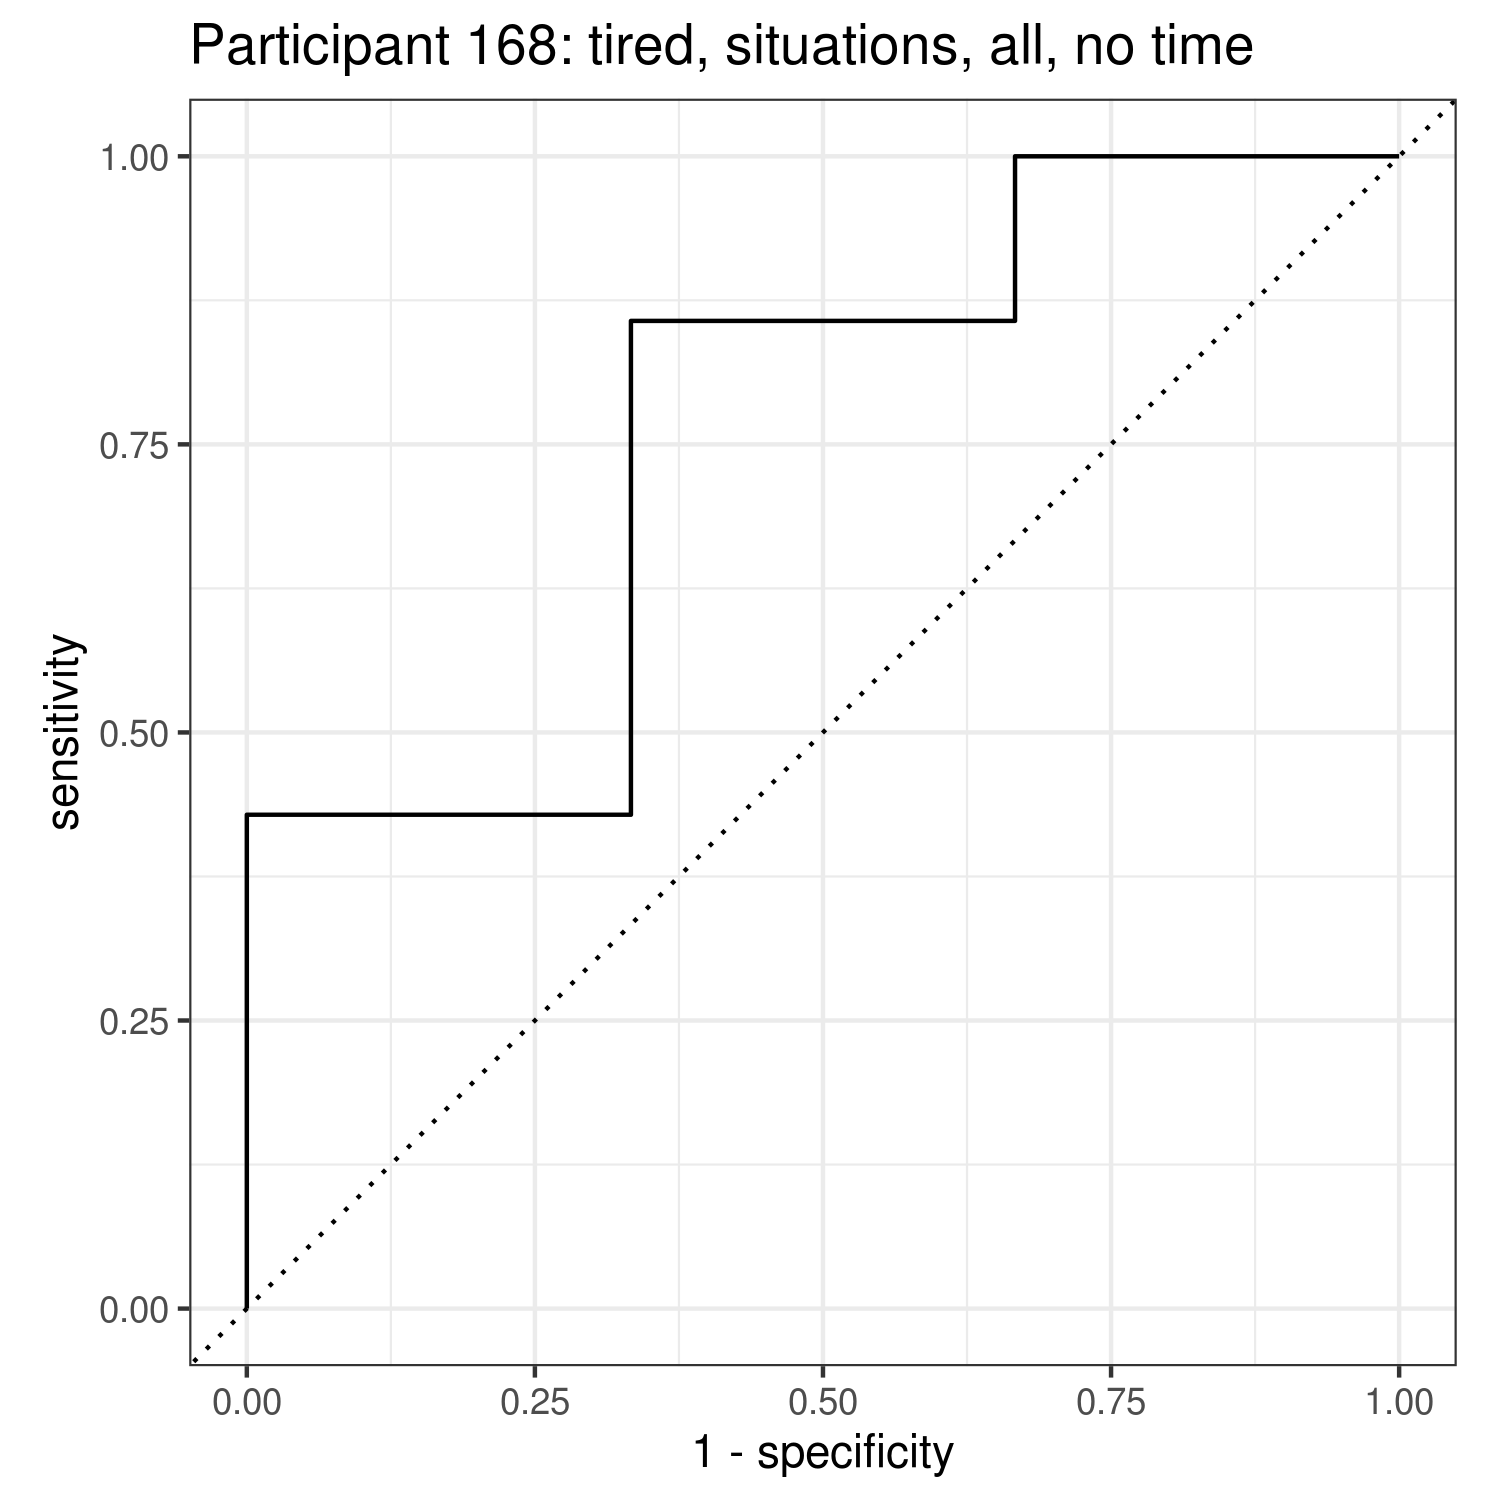 Participant 168: tired, situations, all, no time
1.00
0.75
0.50
0.25
0.00
sensitivity
0.00 0.25 0.50 0.75 1.00
1 - specificity